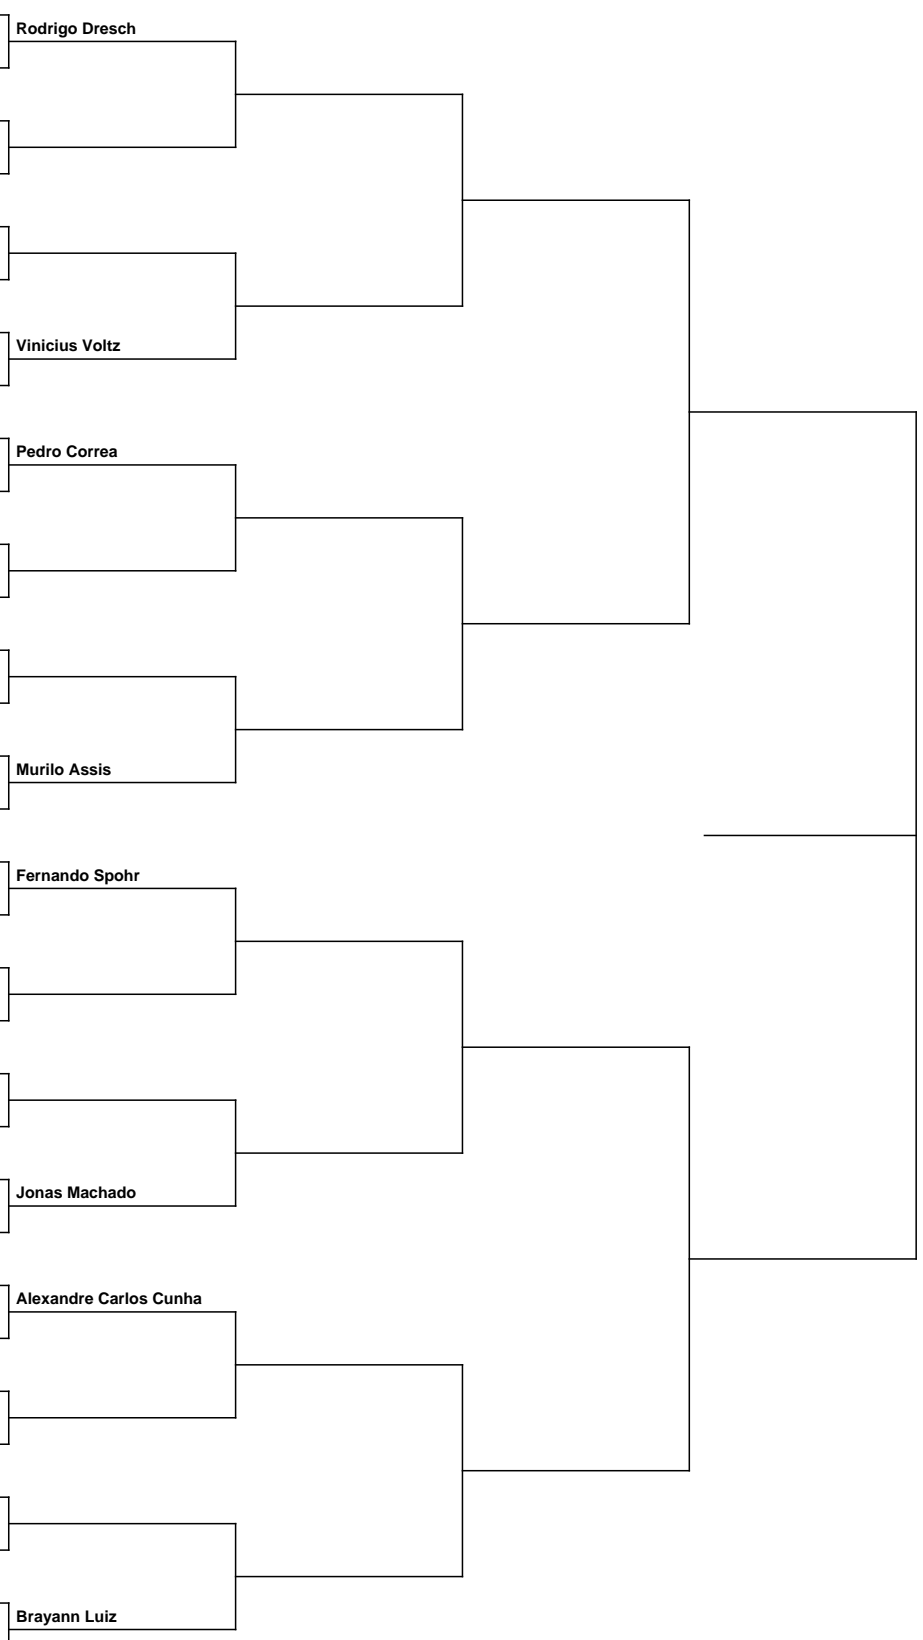 Rodrigo Dresch
Vinicius Voltz
Pedro Correa
Murilo Assis
Fernando Spohr
Jonas Machado
Alexandre Carlos Cunha
Brayann Luiz